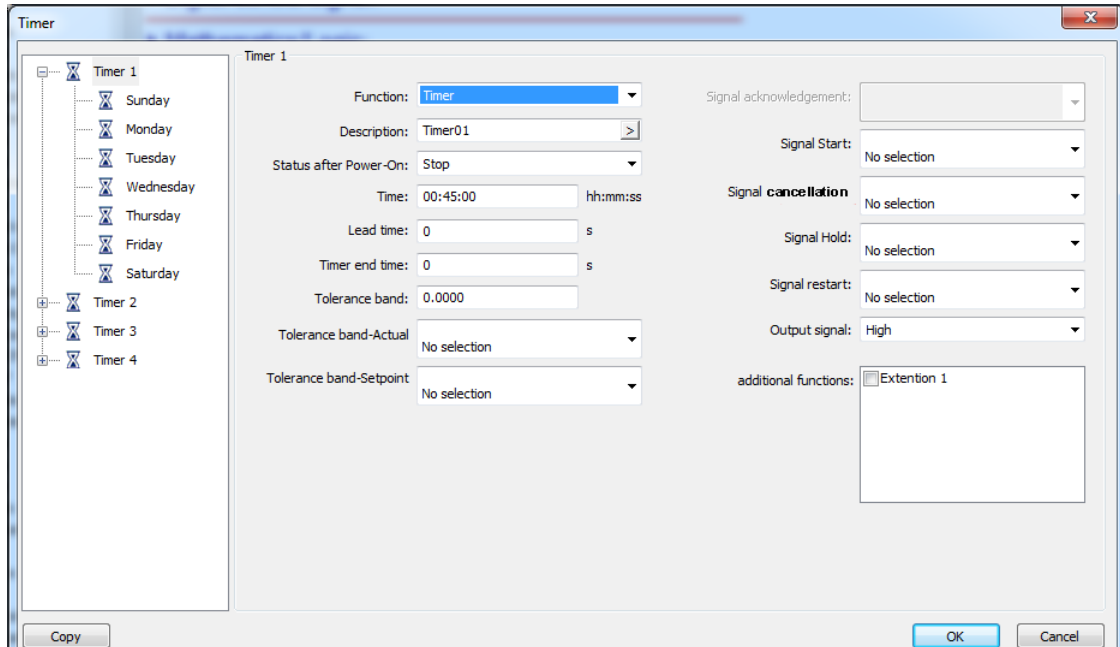 Timer
X
Timer 1
Sunday
Monday
Tuesday
Wednesday
Thursday
Friday
Saturday
Timer 2
Timer 3
Timer 4
Timer 1
Function: Timer
Description: Timer01 >
Status after Power-On: Stop
Time: 00:45:00 hh:mm:ss
Lead time: 0 s
Timer end time: 0 s
Tolerance band: 0.0000
Tolerance band-Actual
No selection
Tolerance band-Setpoint
No selection
Signal acknowledgement:
Signal Start:
No selection
Signal cancellation
No selection
Signal Hold:
No selection
Signal restart:
No selection
Output signal: High
additional functions: Extention 1
Copy
OK
Cancel